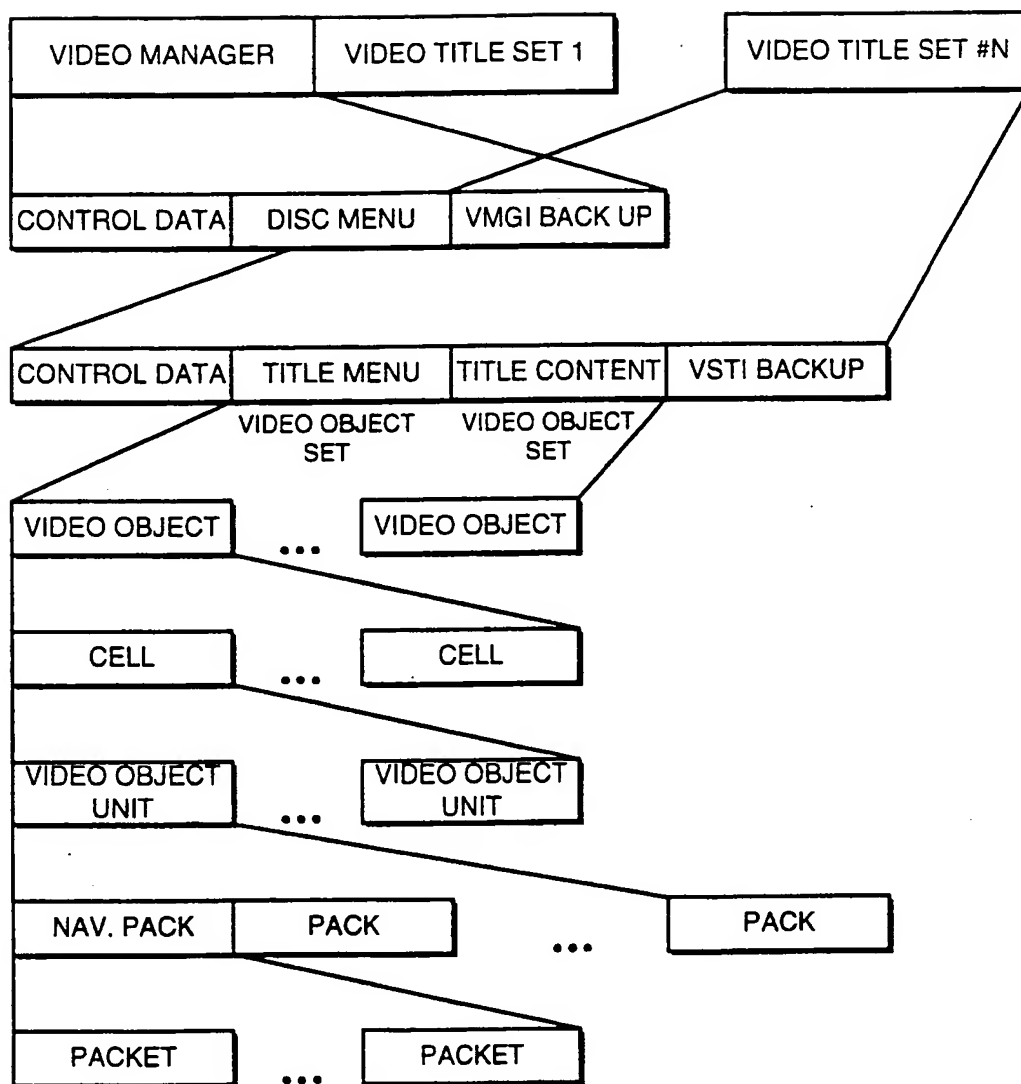 VIDEO MANAGER VIDEO TITLE SET 1 VIDEO TITLE SET #N
CONTROL DATA DISC MENU VMGI BACK UP
CONTROL DATA TITLE MENU TITLE CONTENT VSTI BACKUP
VIDEO OBJECT SET VIDEO OBJECT SET
VIDEO OBJECT ... VIDEO OBJECT
CELL ... CELL
VIDEO OBJECT UNIT ... VIDEO OBJECT UNIT
NAV. PACK PACK ... PACK
PACKET ... PACKET